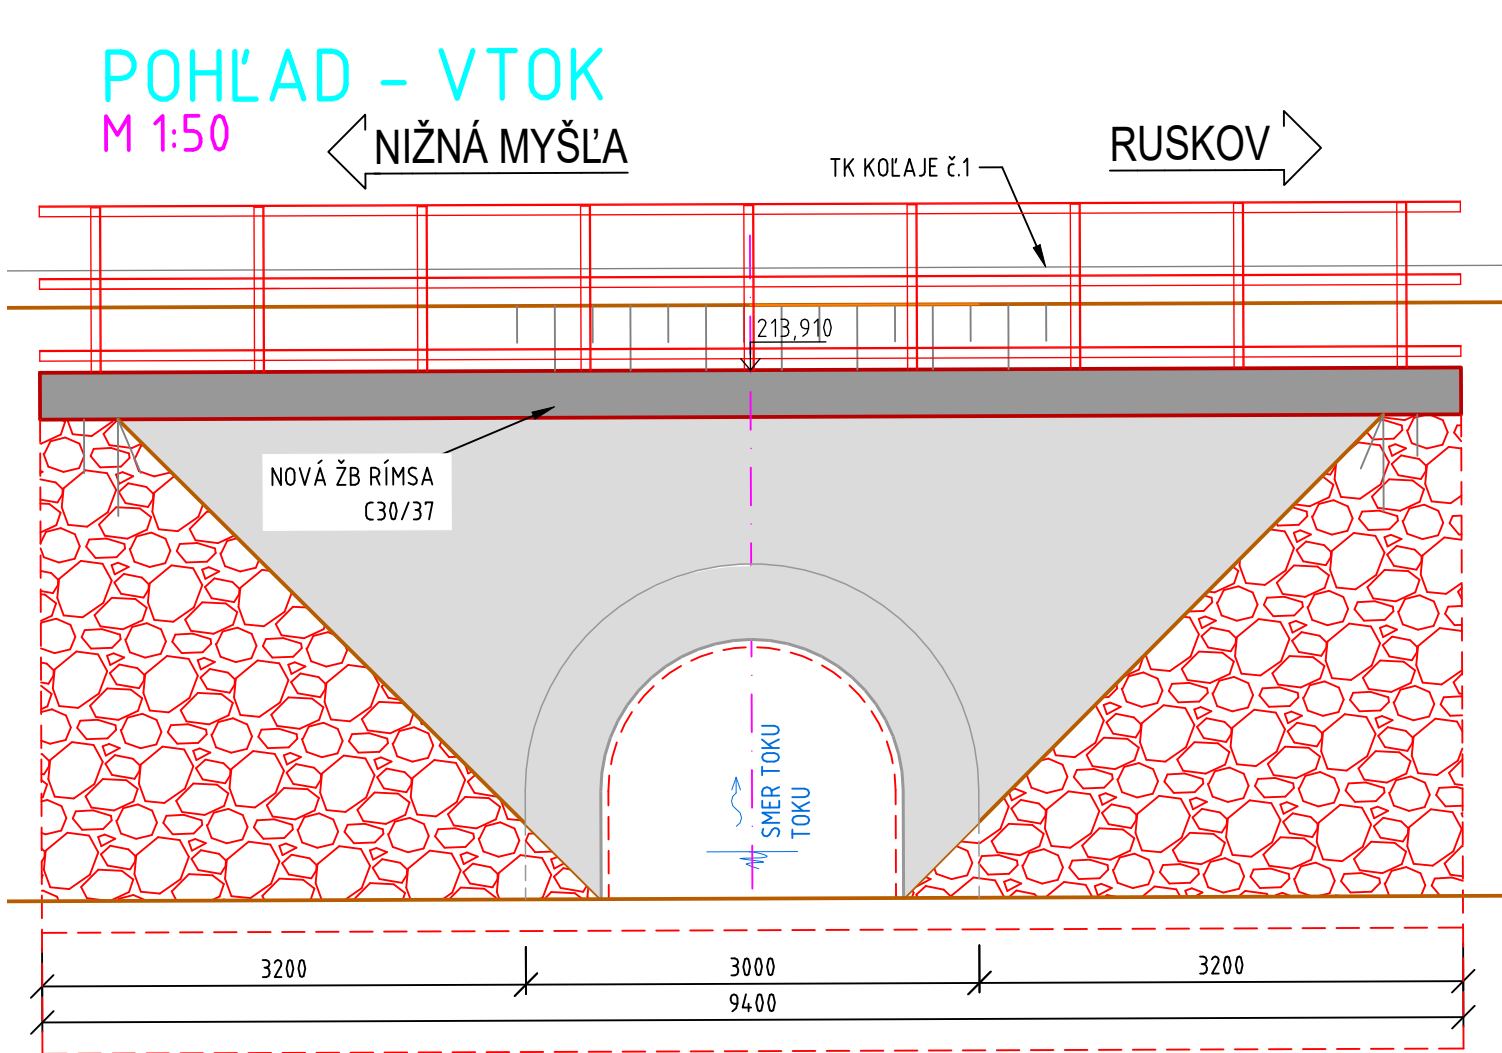 POHĽAD - VTOK
M 1:50
NIŽNÁ MYŠĽA
RUSKOV
TK KOĽAJE č.1
213,910
NOVÁ ŽB RÍMSA
C30/37
SMER TOKU
TOKU
3200
3000
3200
9400